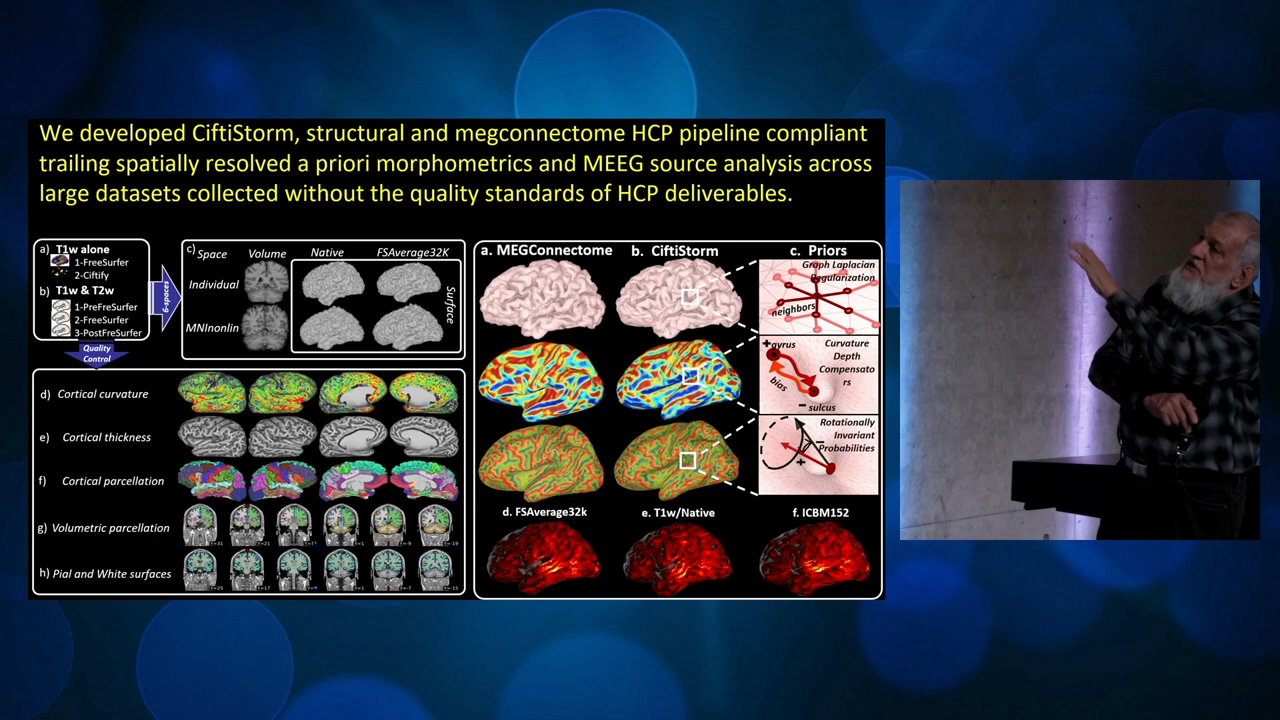 We developed CiftiStorm, structural and megconnectome HCP pipeline compliant
trailing spatially resolved a priori morphometrics and MEEG source analysis across
large datasets collected without the quality standards of HCP deliverables.
a) T1w alone
1-FreeSurfer
2-Ciftify
b) T1w & T2w
1-PreFreSurfer
2-FreeSurfer
3-PostFreSurfer
6-spaces
Quality
Control
c) Space Volume Native FSAverage32K
Individual
MNInonlin
Surface
d) Cortical curvature
e) Cortical thickness
f) Cortical parcellation
g) Volumetric parcellation
h) Pial and White surfaces
a. MEGConnectome b. CiftiStorm c. Priors
Graph Laplacian
Regularization
neighbors
+gyrus
bias
– sulcus
Curvature
Depth
Compensato
rs
Rotationally
Invariant
Probabilities
–
+
d. FSAverage32k e. T1w/Native f. ICBM152